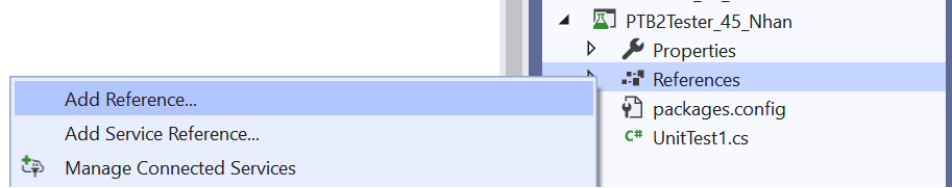 PTB2Tester_45_Nhan
Properties
References
packages.config
C# UnitTest1.cs
Add Reference...
Add Service Reference...
Manage Connected Services